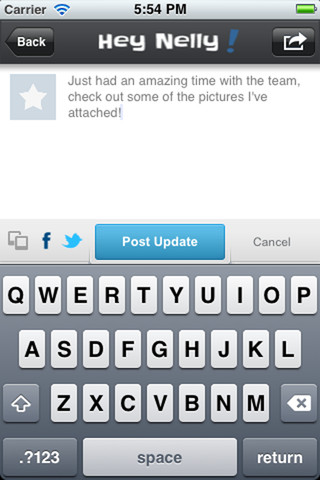 Carrier 5:54 PM
Back Hey Nelly!
Just had an amazing time with the team,
check out some of the pictures I've
attached!
f Post Update Cancel
Q W E R T Y U I O P
A S D F G H J K L
Z X C V B N M
.?123 space return